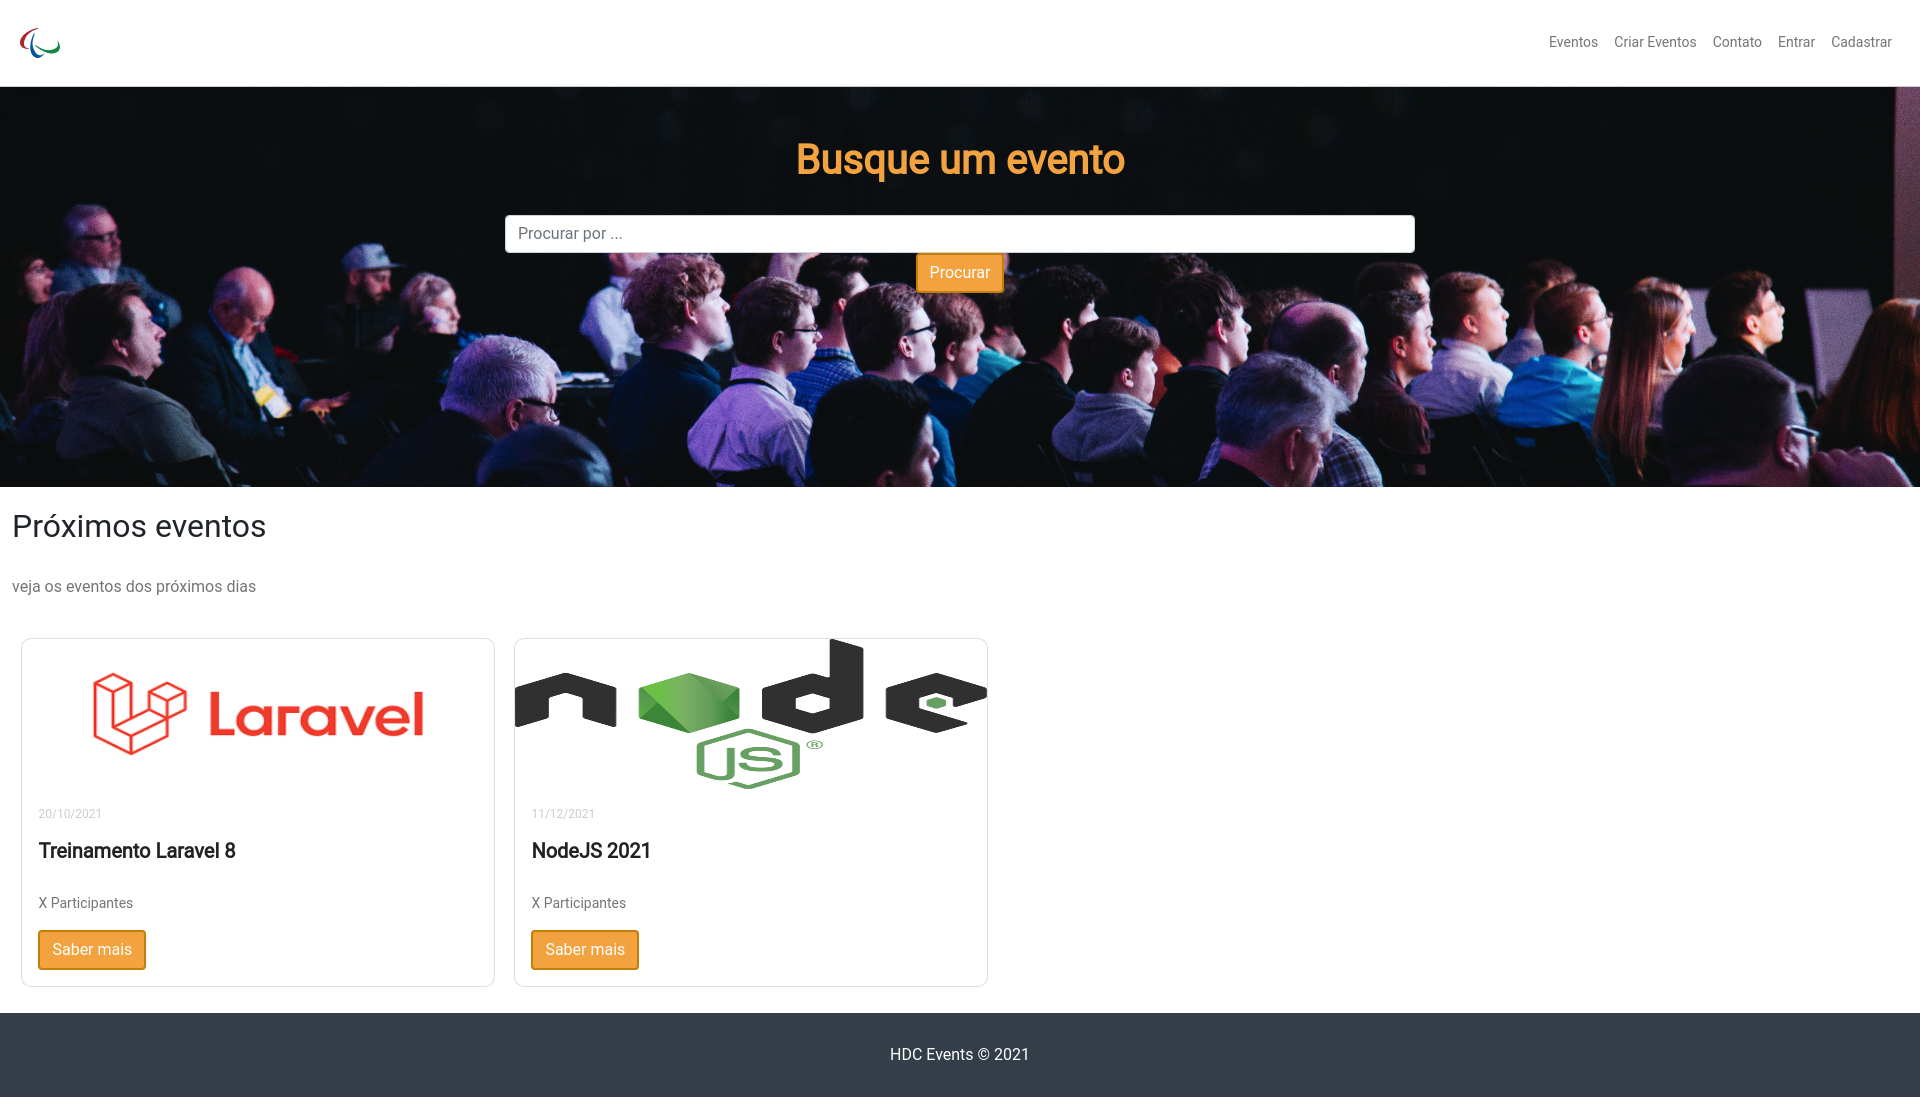 Eventos Criar Eventos Contato Entrar Cadastrar
Busque um evento
Procurar por ...
Procurar
Próximos eventos
veja os eventos dos próximos dias
Laravel
20/10/2021
Treinamento Laravel 8
X Participantes
Saber mais
node
JS ®
11/12/2021
NodeJS 2021
X Participantes
Saber mais
HDC Events © 2021